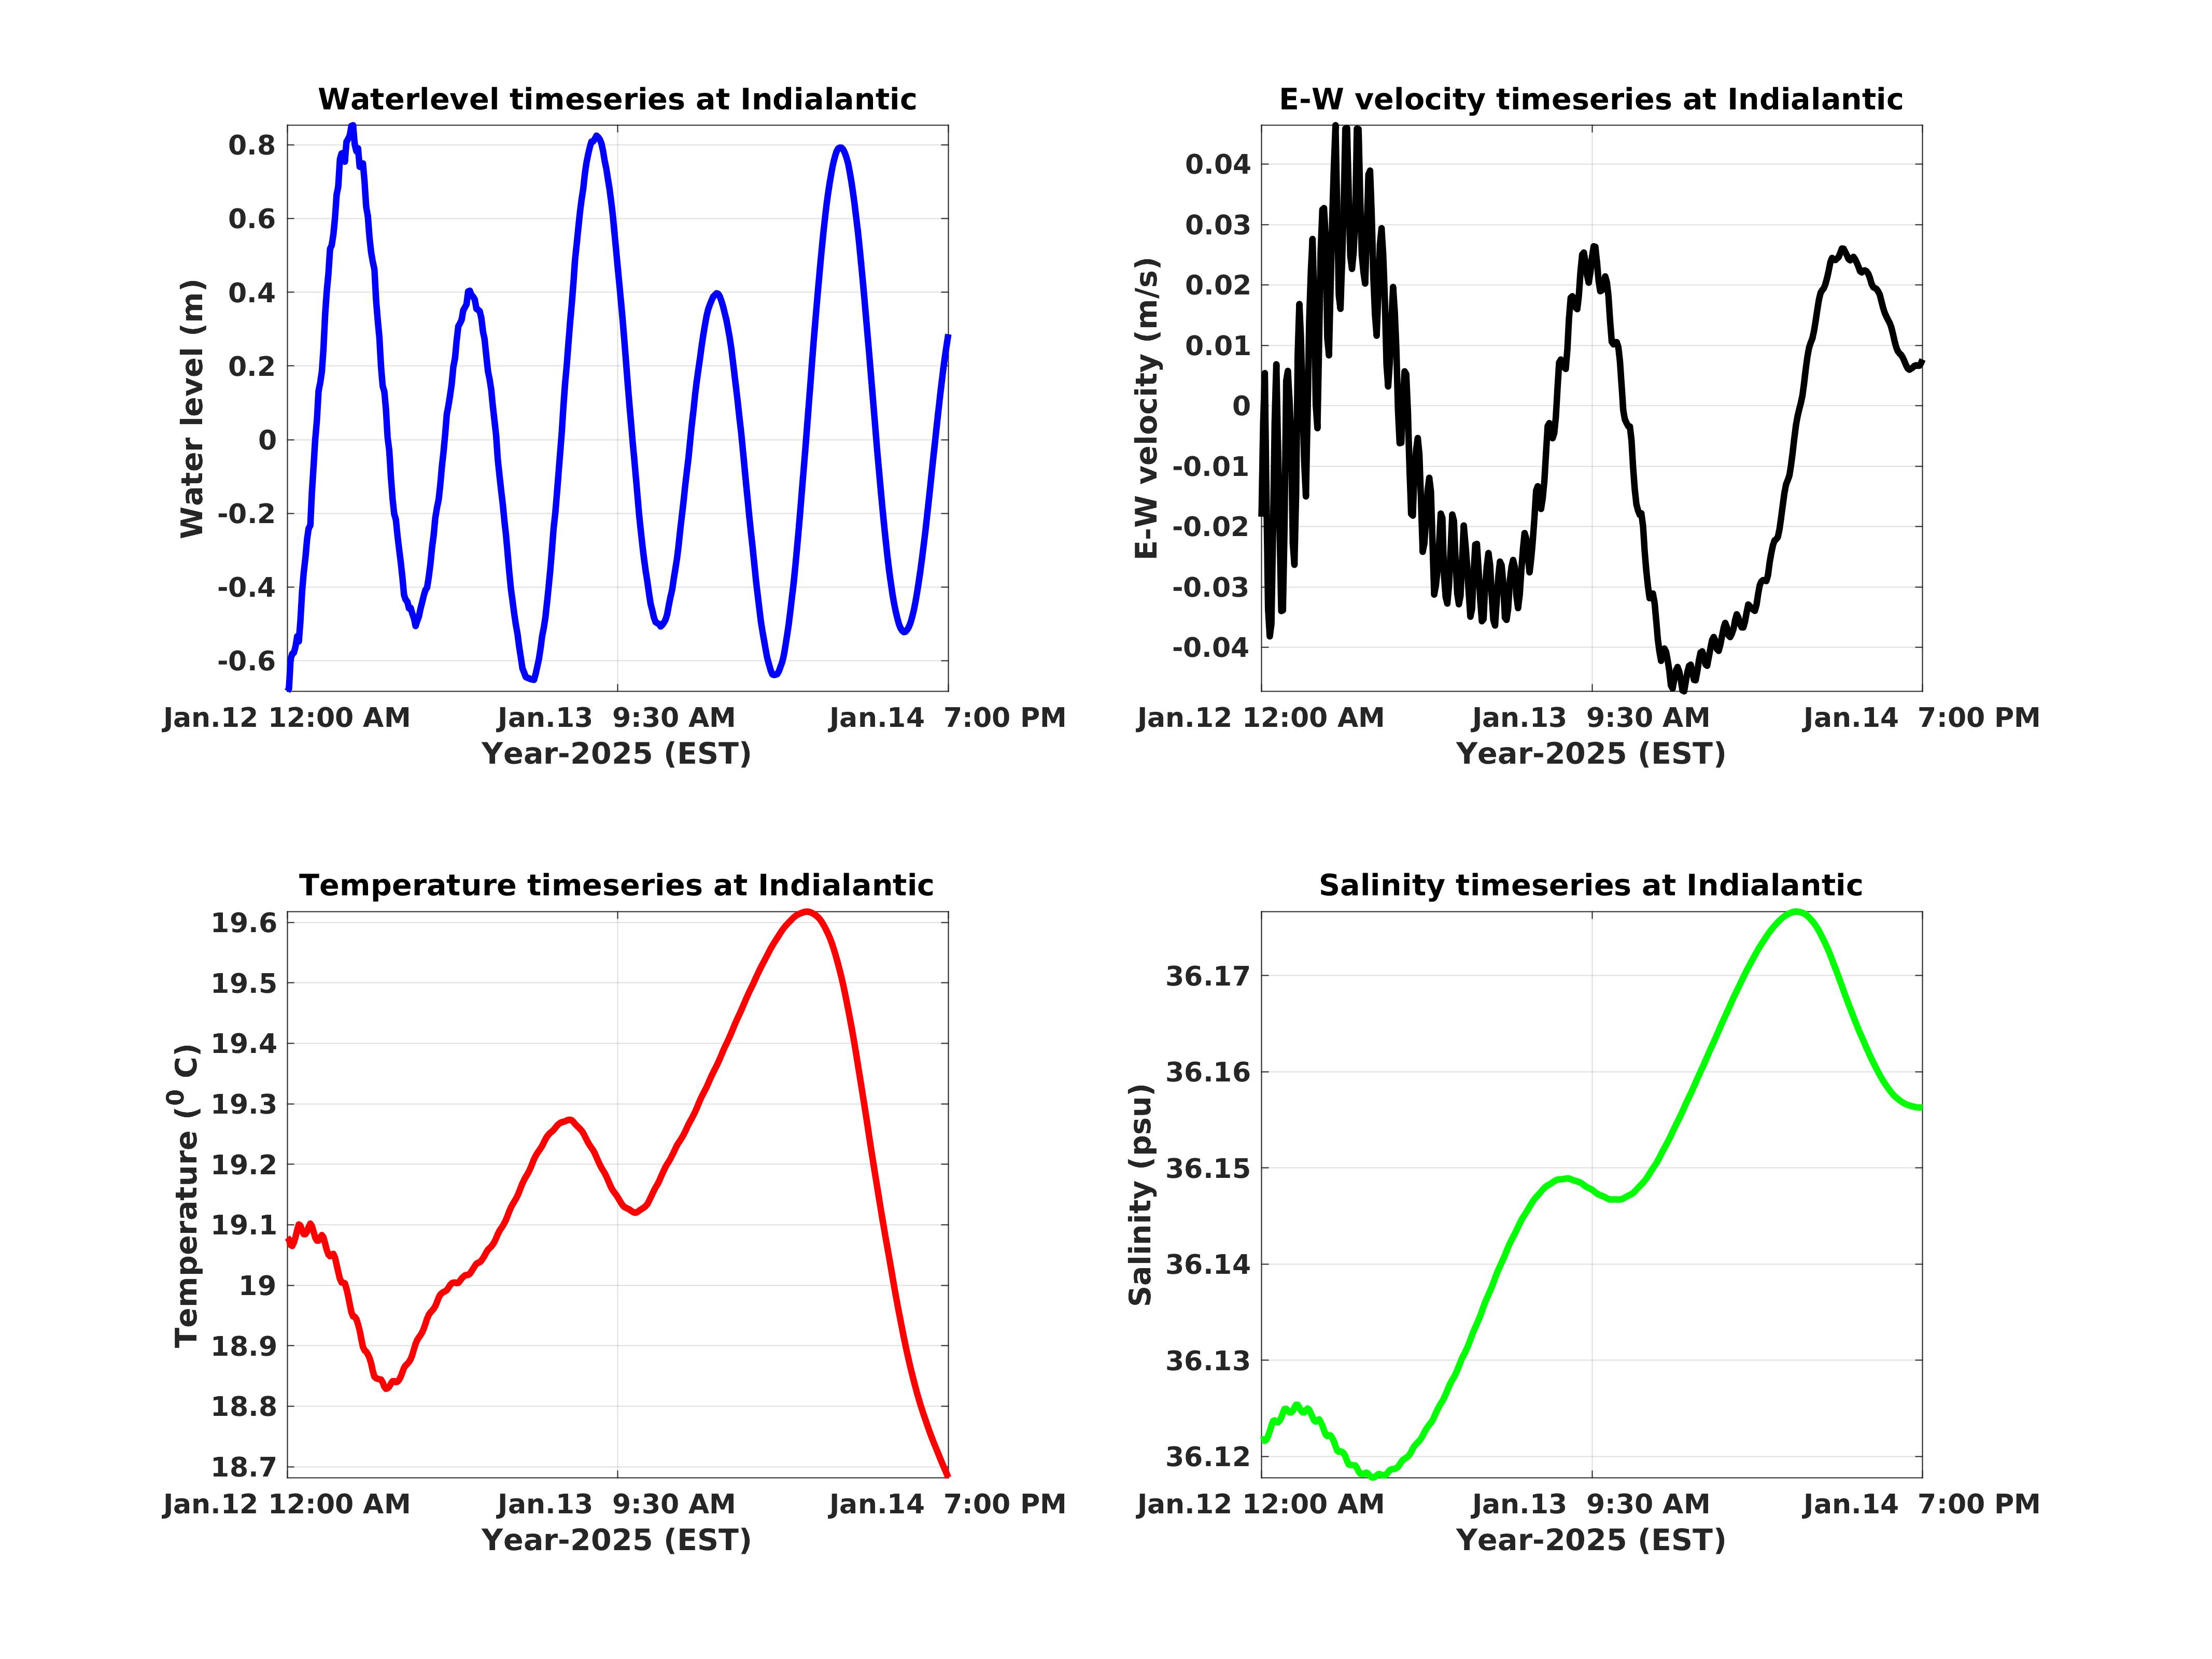 Waterlevel timeseries at Indialantic
0.8
0.6
0.4
0.2
0
-0.2
-0.4
-0.6
Water level (m)
Jan.12 12:00 AM
Jan.13 9:30 AM
Jan.14 7:00 PM
Year-2025 (EST)
E-W velocity timeseries at Indialantic
0.04
0.03
0.02
0.01
0
-0.01
-0.02
-0.03
-0.04
E-W velocity (m/s)
Jan.12 12:00 AM
Jan.13 9:30 AM
Jan.14 7:00 PM
Year-2025 (EST)
Temperature timeseries at Indialantic
19.6
19.5
19.4
19.3
19.2
19.1
19
18.9
18.8
18.7
Temperature (⁰ C)
Jan.12 12:00 AM
Jan.13 9:30 AM
Jan.14 7:00 PM
Year-2025 (EST)
Salinity timeseries at Indialantic
36.17
36.16
36.15
36.14
36.13
36.12
Salinity (psu)
Jan.12 12:00 AM
Jan.13 9:30 AM
Jan.14 7:00 PM
Year-2025 (EST)